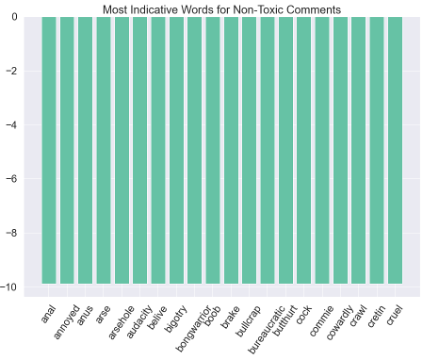 Most Indicative Words for Non-Toxic Comments
0
−2
−4
−6
−8
−10
anal
annoyed
anus
arse
arsehole
audacity
belive
bigotry
bongwarrior
boob
brake
bullcrap
bureaucratic
butthurt
cock
commie
cowardly
crawl
cretin
cruel